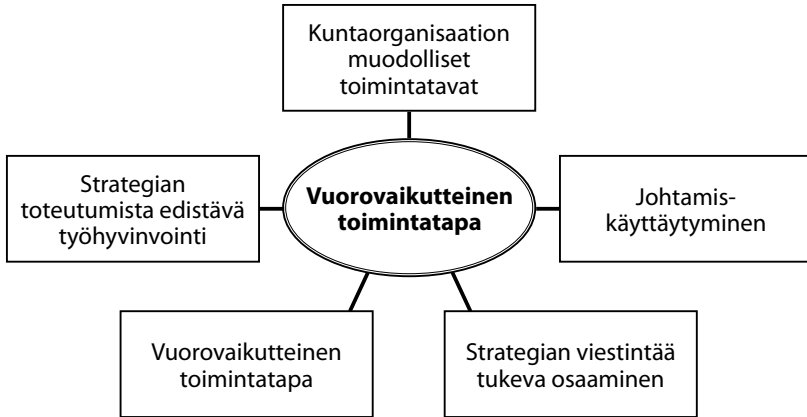 Kuntaorganisaation
muodolliset
toimintatavat
Strategian
toteutumista edistävä
työhyvinvointi
Vuorovaikutteinen
toimintatapa
Johtamis-
käyttäytyminen
Vuorovaikutteinen
toimintatapa
Strategian viestintää
tukeva osaaminen